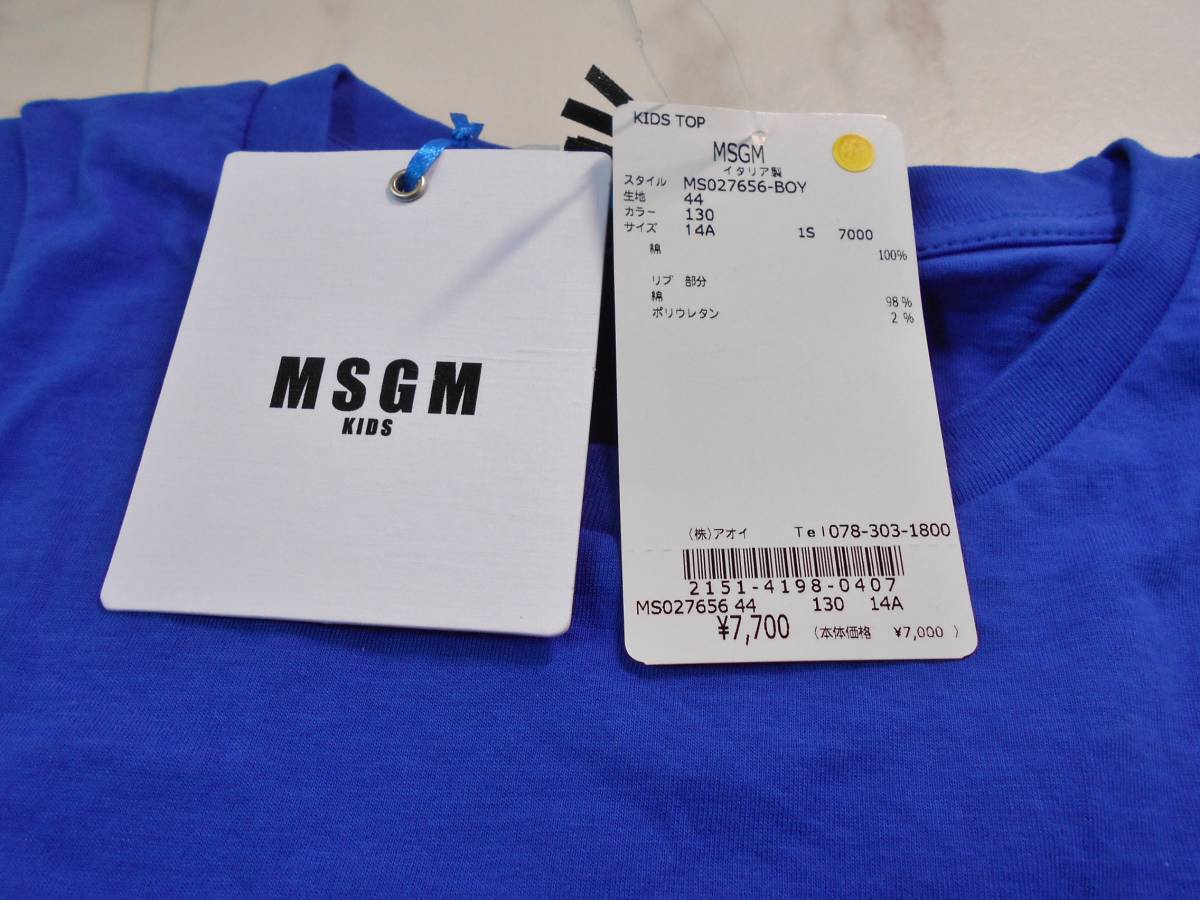 MSGM
KIDS
KIDS TOP
MSGM
イタリア製
スタイル MS027656-BOY
生地 44
カラー 130
サイズ 14A 1S 7000
綿 100%
リブ 部分
綿 98%
ポリウレタン 2%
(株)アオイ Tel078-303-1800
2151-4198-0407
MS027656 44 130 14A
¥7,700 (本体価格 ¥7,000 )